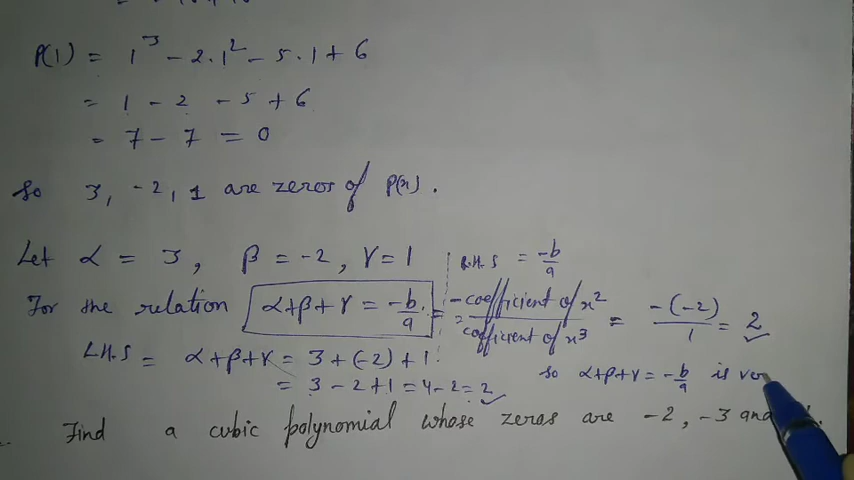 P(1) = 1³ - 2.1² - 5.1 + 6
= 1 - 2 - 5 + 6
= 7 - 7 = 0
So 3, -2, 1 are zeros of P(x).
Let α = 3, β = -2, γ = 1
R.H.S = -b/a
For the relation α+β+γ = -b/a = -coefficient of x²/coefficient of x³ = -(-2)/1 = 2
L.H.S = α+β+γ = 3 + (-2) + 1
= 3 - 2 + 1 = 4 - 2 = 2
So α+β+γ = -b/a is ver
Find a cubic polynomial whose zeros are -2, -3 and